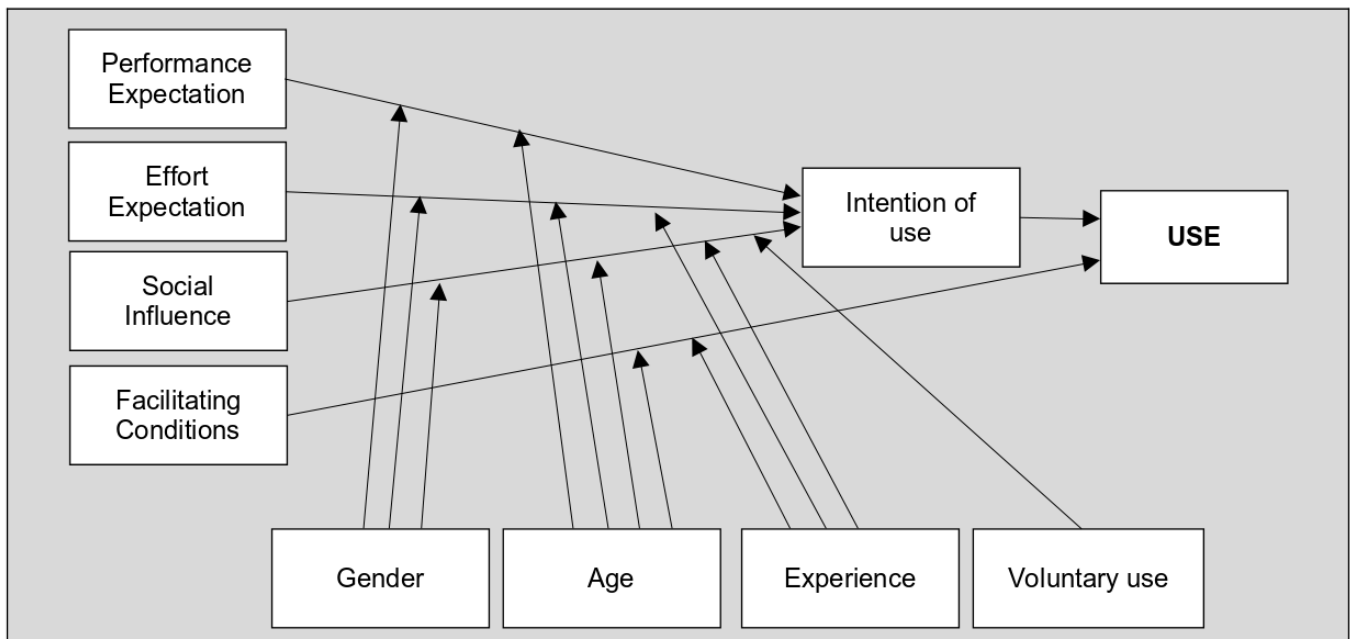 Performance
Expectation
Effort
Expectation
Social
Influence
Facilitating
Conditions
Intention of
use
USE
Gender
Age
Experience
Voluntary use